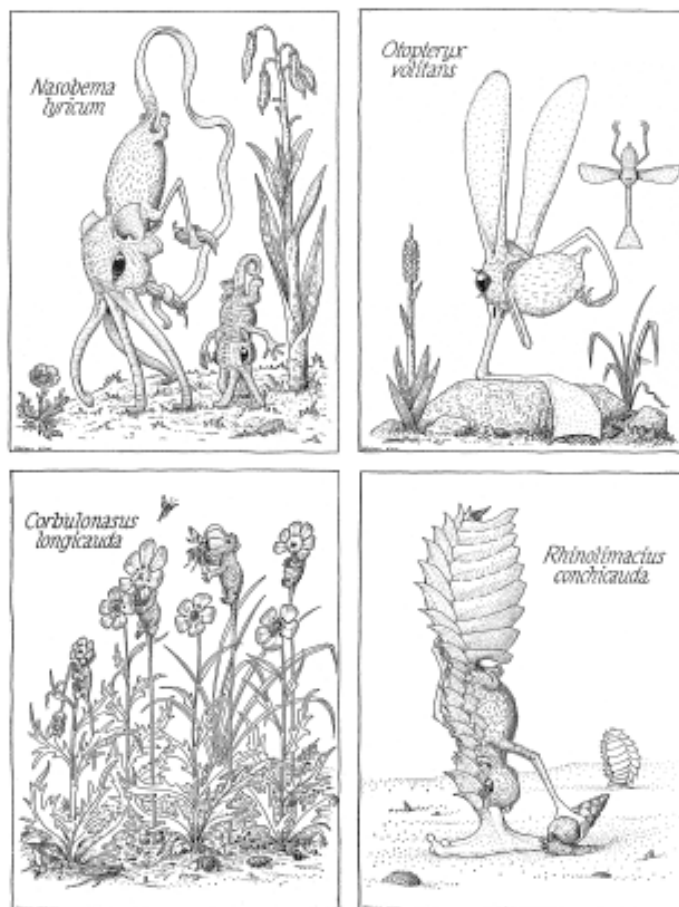 Nasobema
lyricum
Otopteryx
volitans
Corbulonasus
longicauda
Rhinolimacius
conchicauda